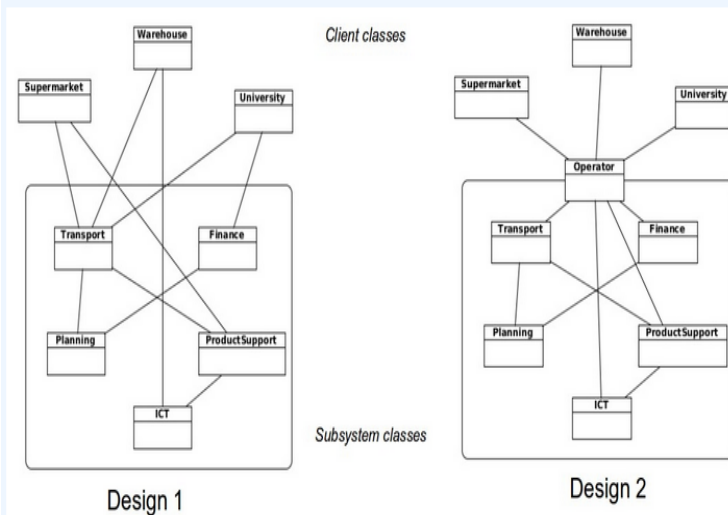 Warehouse
Client classes
Supermarket
University
Transport
Finance
Planning
ProductSupport
ICT
Subsystem classes
Design 1
Warehouse
Supermarket
University
Operator
Transport
Finance
Planning
ProductSupport
ICT
Design 2